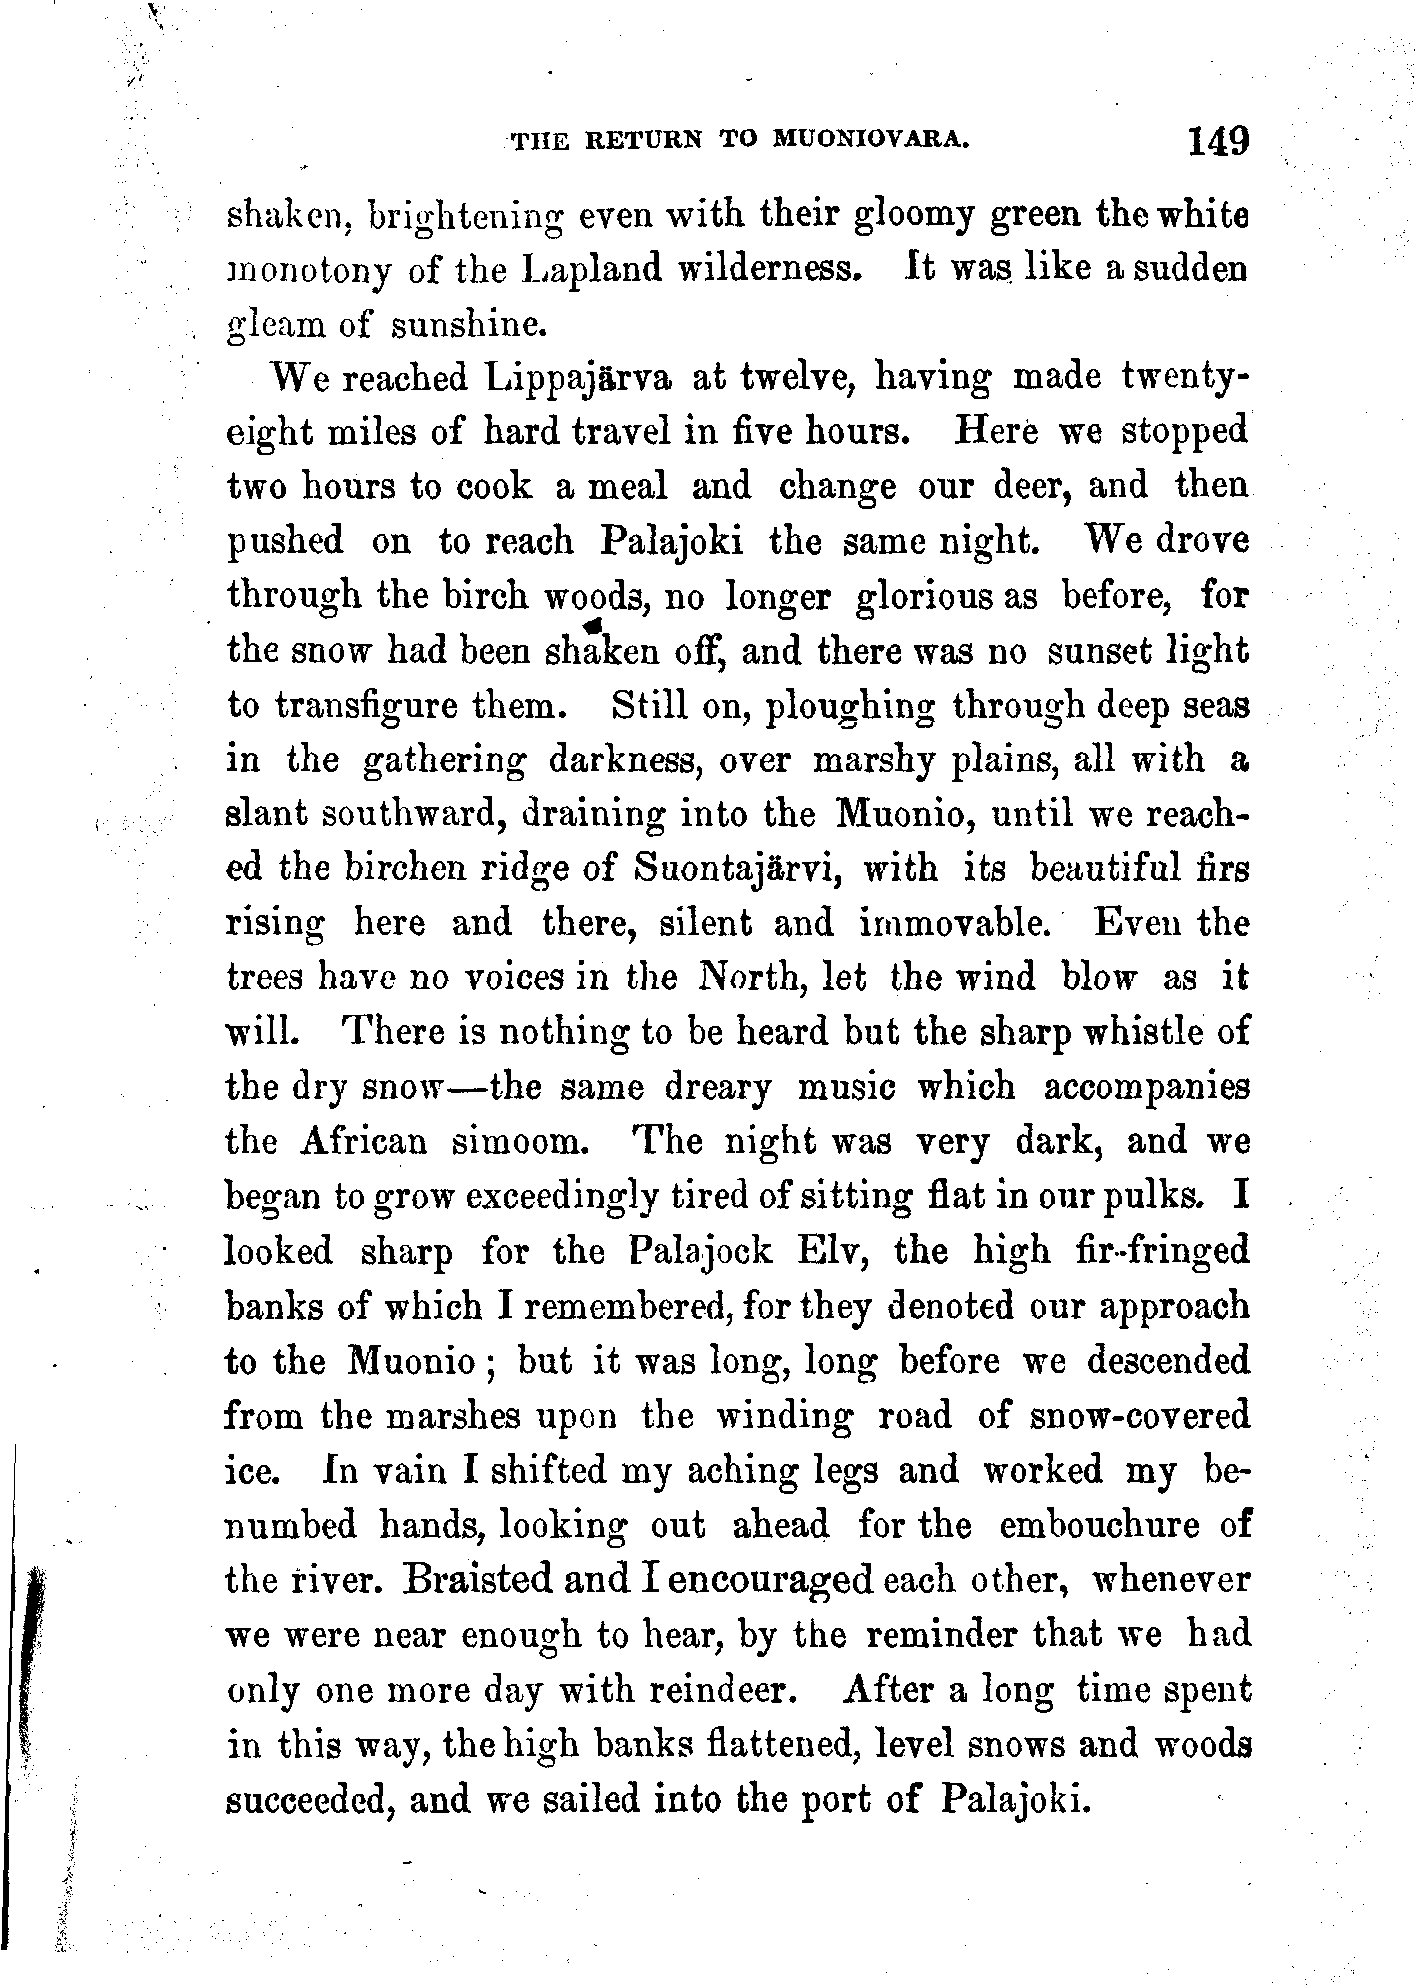 THE RETURN TO MUONIOVARA. 149
shaken, brightening even with their gloomy green the white
monotony of the Lapland wilderness. It was like a sudden
gleam of sunshine.
We reached Lippajärva at twelve, having made twenty-
eight miles of hard travel in five hours. Here we stopped
two hours to cook a meal and change our deer, and then
pushed on to reach Palajoki the same night. We drove
through the birch woods, no longer glorious as before, for
the snow had been shaken off, and there was no sunset light
to transfigure them. Still on, ploughing through deep seas
in the gathering darkness, over marshy plains, all with a
slant southward, draining into the Muonio, until we reach-
ed the birchen ridge of Suontajärvi, with its beautiful firs
rising here and there, silent and immovable. Even the
trees have no voices in the North, let the wind blow as it
will. There is nothing to be heard but the sharp whistle of
the dry snow—the same dreary music which accompanies
the African simoom. The night was very dark, and we
began to grow exceedingly tired of sitting flat in our pulks. I
looked sharp for the Palajock Elv, the high fir-fringed
banks of which I remembered, for they denoted our approach
to the Muonio; but it was long, long before we descended
from the marshes upon the winding road of snow-covered
ice. In vain I shifted my aching legs and worked my be-
numbed hands, looking out ahead for the embouchure of
the river. Braisted and I encouraged each other, whenever
we were near enough to hear, by the reminder that we had
only one more day with reindeer. After a long time spent
in this way, the high banks flattened, level snows and woods
succeeded, and we sailed into the port of Palajoki.